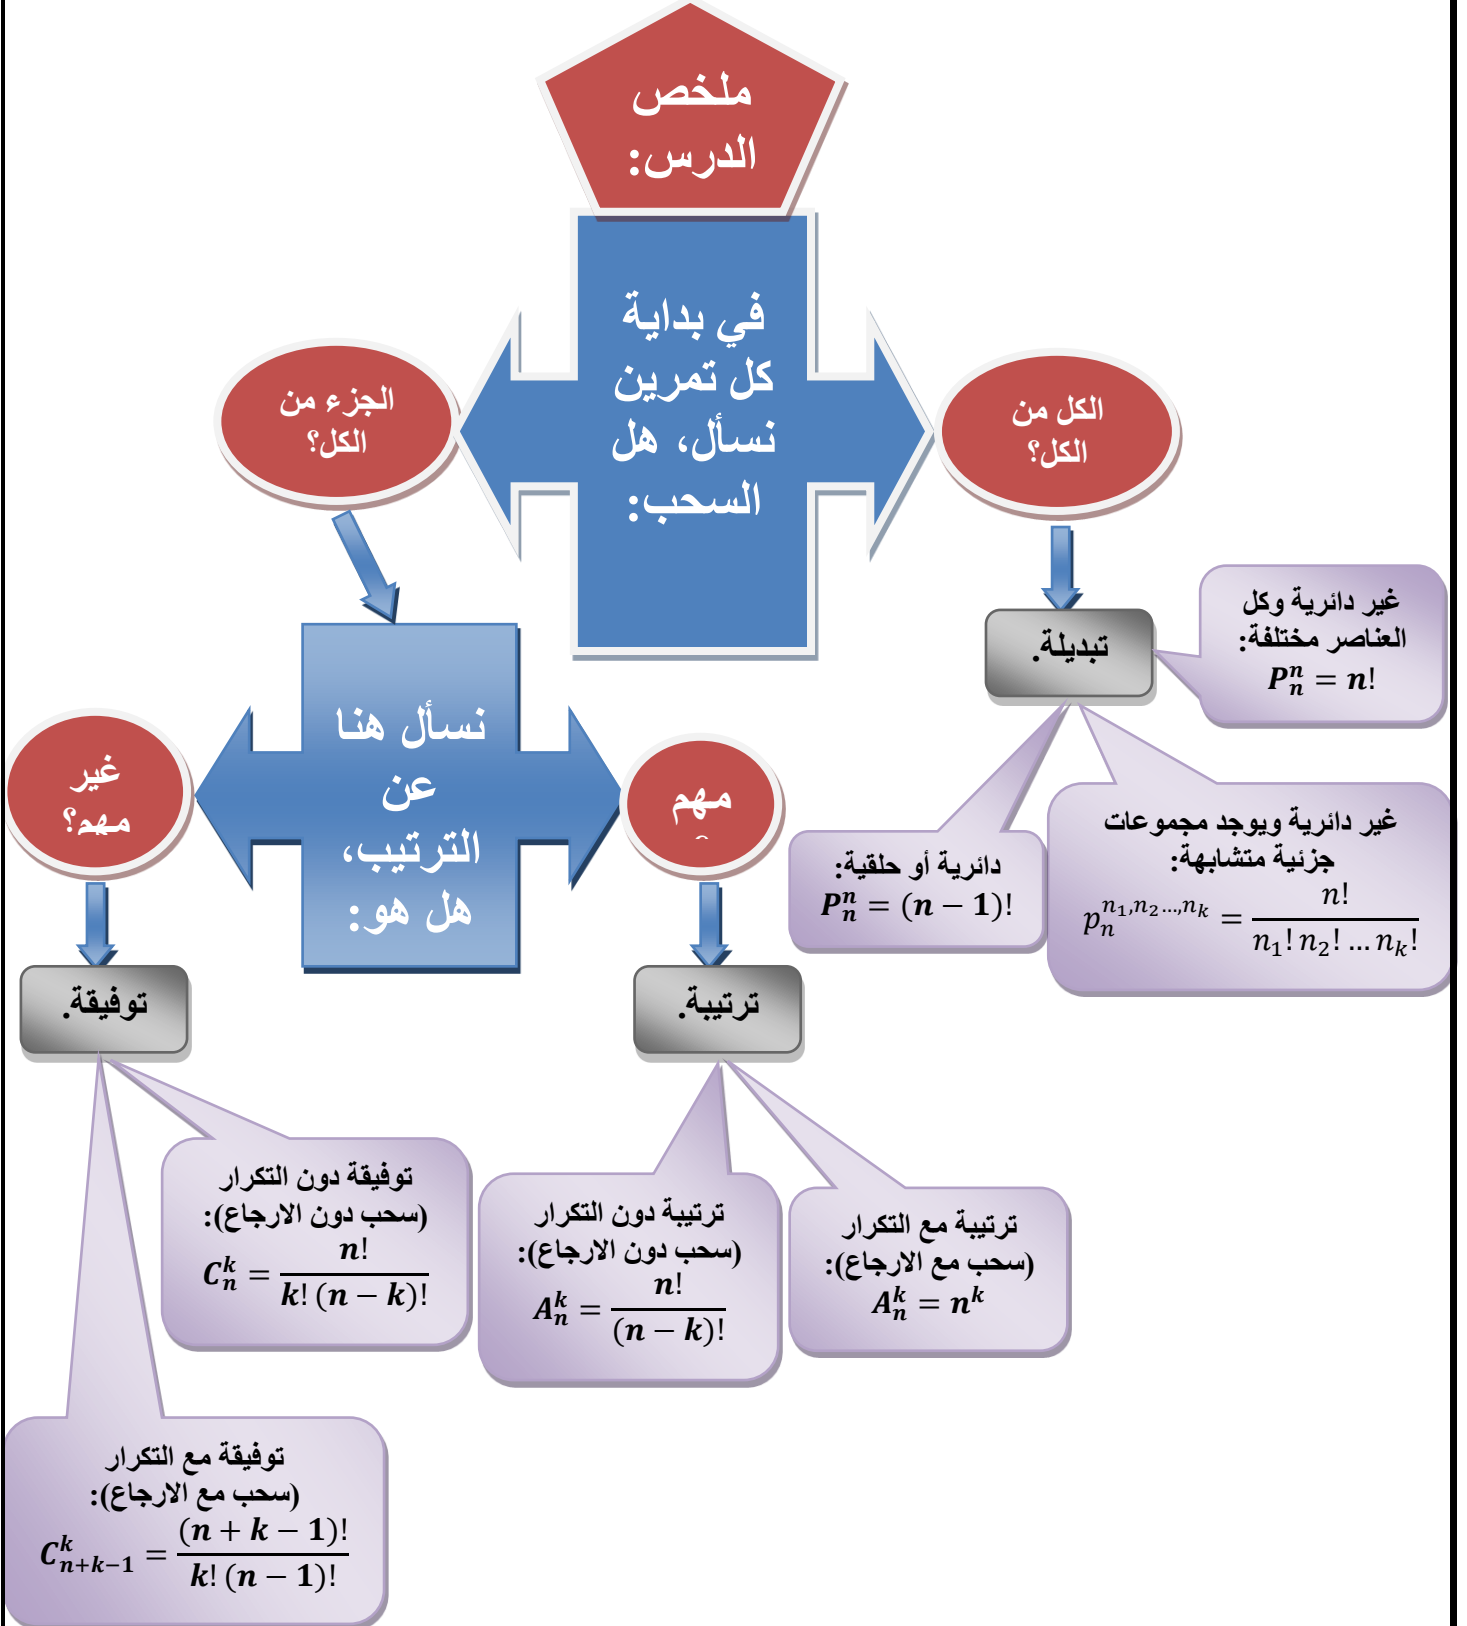 ملخص
الدرس:
في بداية
كل تمرين
نسأل، هل
السحب:
الكل من
الكل؟
الجزء من
الكل؟
تبديلة.
غير دائرية وكل
العناصر مختلفة:
$P_n^n = n!$
غير دائرية ويوجد مجموعات
جزئية متشابهة:
$p_n^{n_1,n_2\ldots,n_k} = \frac{n!}{n_1!\,n_2!\ldots n_k!}$
دائرية أو حلقية:
$P_n^n = (n-1)!$
نسأل هنا
عن
الترتيب،
هل هو:
مهم
غير
مهم؟
ترتيبة.
ترتيبة مع التكرار
(سحب مع الارجاع):
$A_n^k = n^k$
ترتيبة دون التكرار
(سحب دون الارجاع):
$A_n^k = \frac{n!}{(n-k)!}$
توفيقة.
توفيقة دون التكرار
(سحب دون الارجاع):
$C_n^k = \frac{n!}{k!\,(n-k)!}$
توفيقة مع التكرار
(سحب مع الارجاع):
$C_{n+k-1}^k = \frac{(n+k-1)!}{k!\,(n-1)!}$